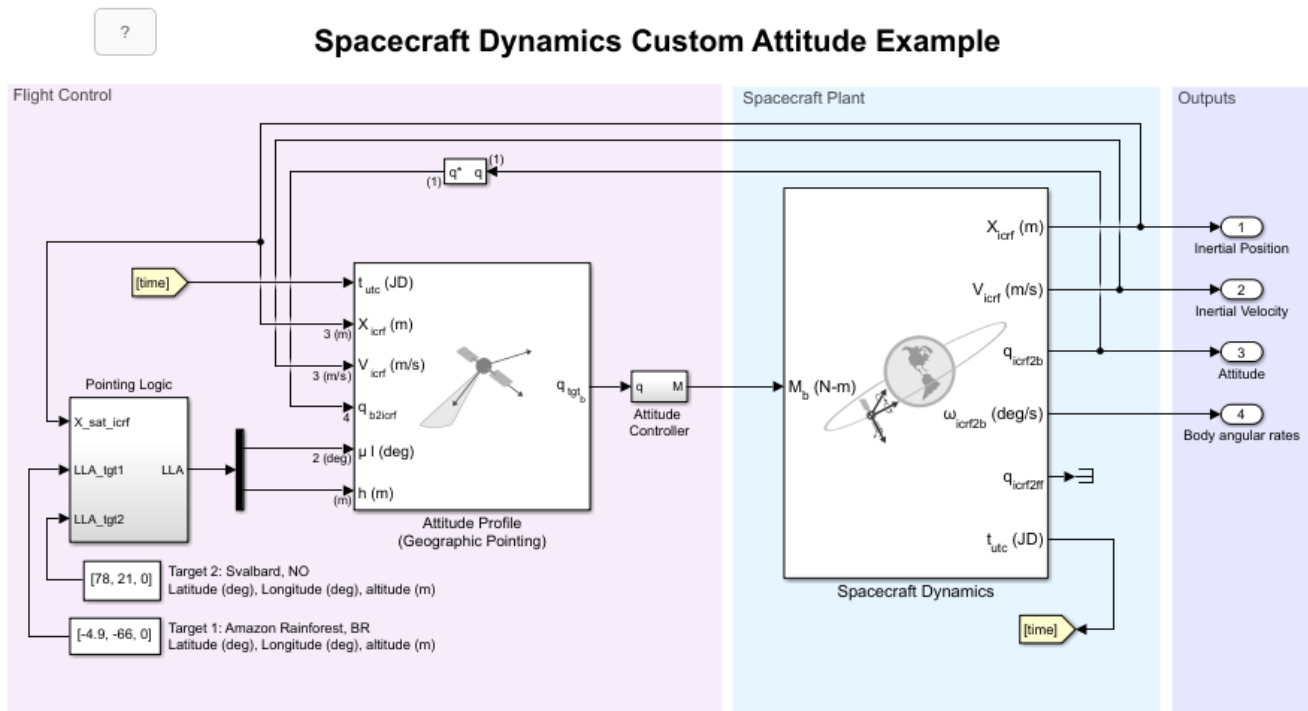 ?
Spacecraft Dynamics Custom Attitude Example
Flight Control
Spacecraft Plant
Outputs
(1)
q* q
(1)
X_icrf (m)
1
Inertial Position
[time]
t_utc (JD)
V_icrf (m/s)
2
Inertial Velocity
X_icrf (m)
3 (m)
V_icrf (m/s)
3 (m/s)
q_icrf2b
3
Attitude
Pointing Logic
q_b2icrf
4
q_tgt_b
q M
Attitude
Controller
M_b (N-m)
ω_icrf2b (deg/s)
4
Body angular rates
X_sat_icrf
LLA_tgt1
LLA
LLA_tgt2
μ l (deg)
2 (deg)
h (m)
(m)
q_icrf2ff
Attitude Profile
(Geographic Pointing)
t_utc (JD)
Spacecraft Dynamics
[time]
[78, 21, 0]
Target 2: Svalbard, NO
Latitude (deg), Longitude (deg), altitude (m)
[-4.9, -66, 0]
Target 1: Amazon Rainforest, BR
Latitude (deg), Longitude (deg), altitude (m)